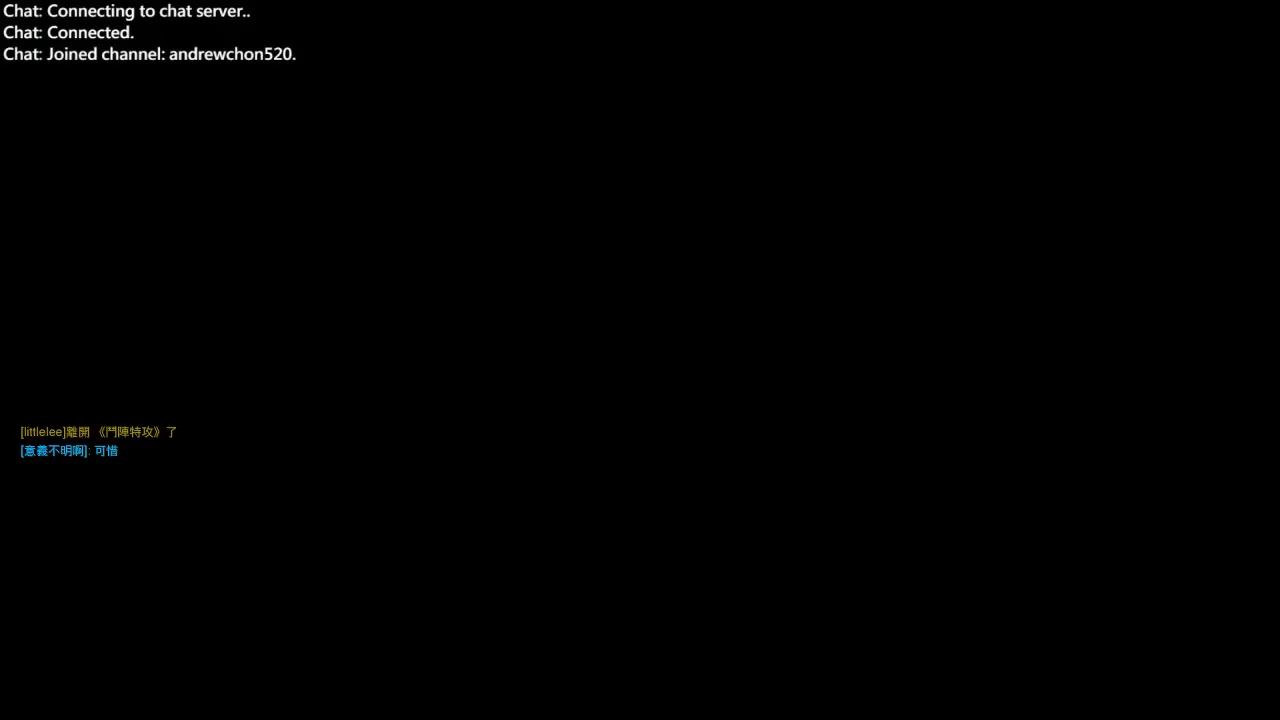 Chat: Connecting to chat server..
Chat: Connected.
Chat: Joined channel: andrewchon520.
[littlelee]離開 《鬥陣特攻》了
[意義不明啊]: 可惜